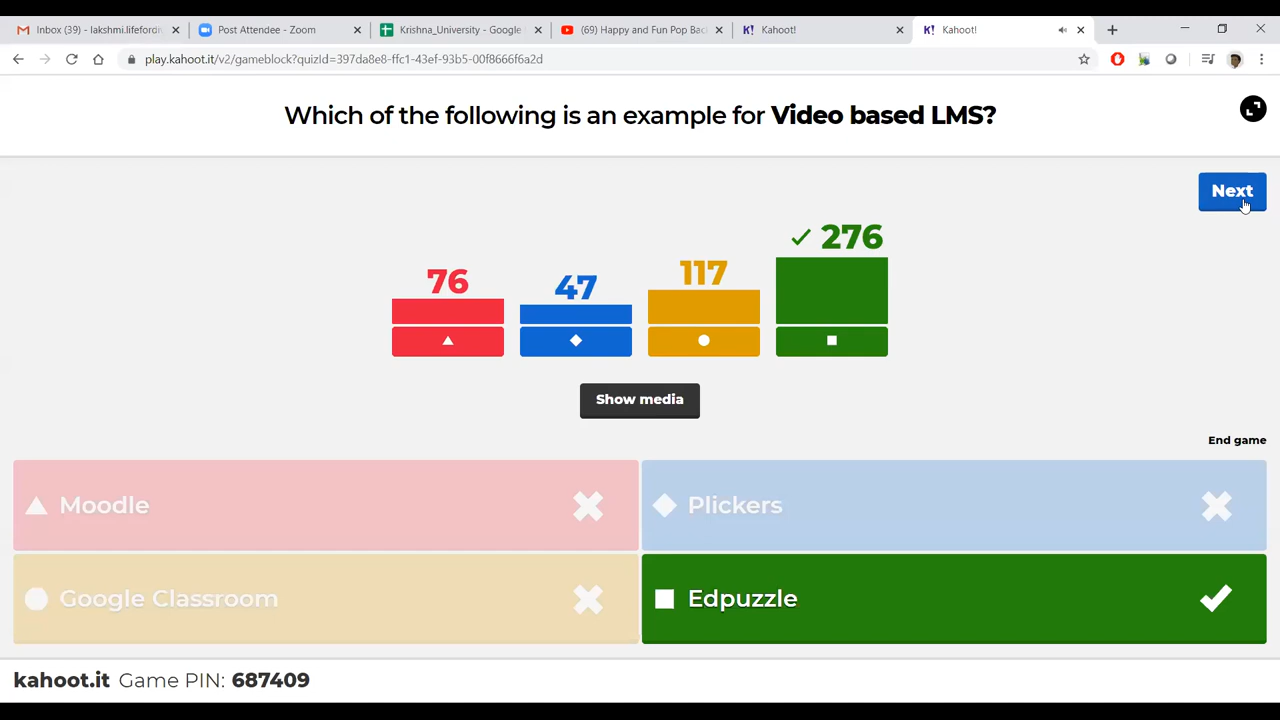 Inbox (39) - lakshmi.lifefordi
Post Attendee - Zoom
Krishna_University - Google
(69) Happy and Fun Pop Bac
K! Kahoot!
K! Kahoot!
play.kahoot.it/v2/gameblock?quizId=397da8e8-ffc1-42ef-93b5-00f8666f6a2d
Which of the following is an example for Video based LMS?
Next
76
47
117
276
Show media
End game
Moodle
Plickers
Google Classroom
Edpuzzle
kahoot.it Game PIN: 687409